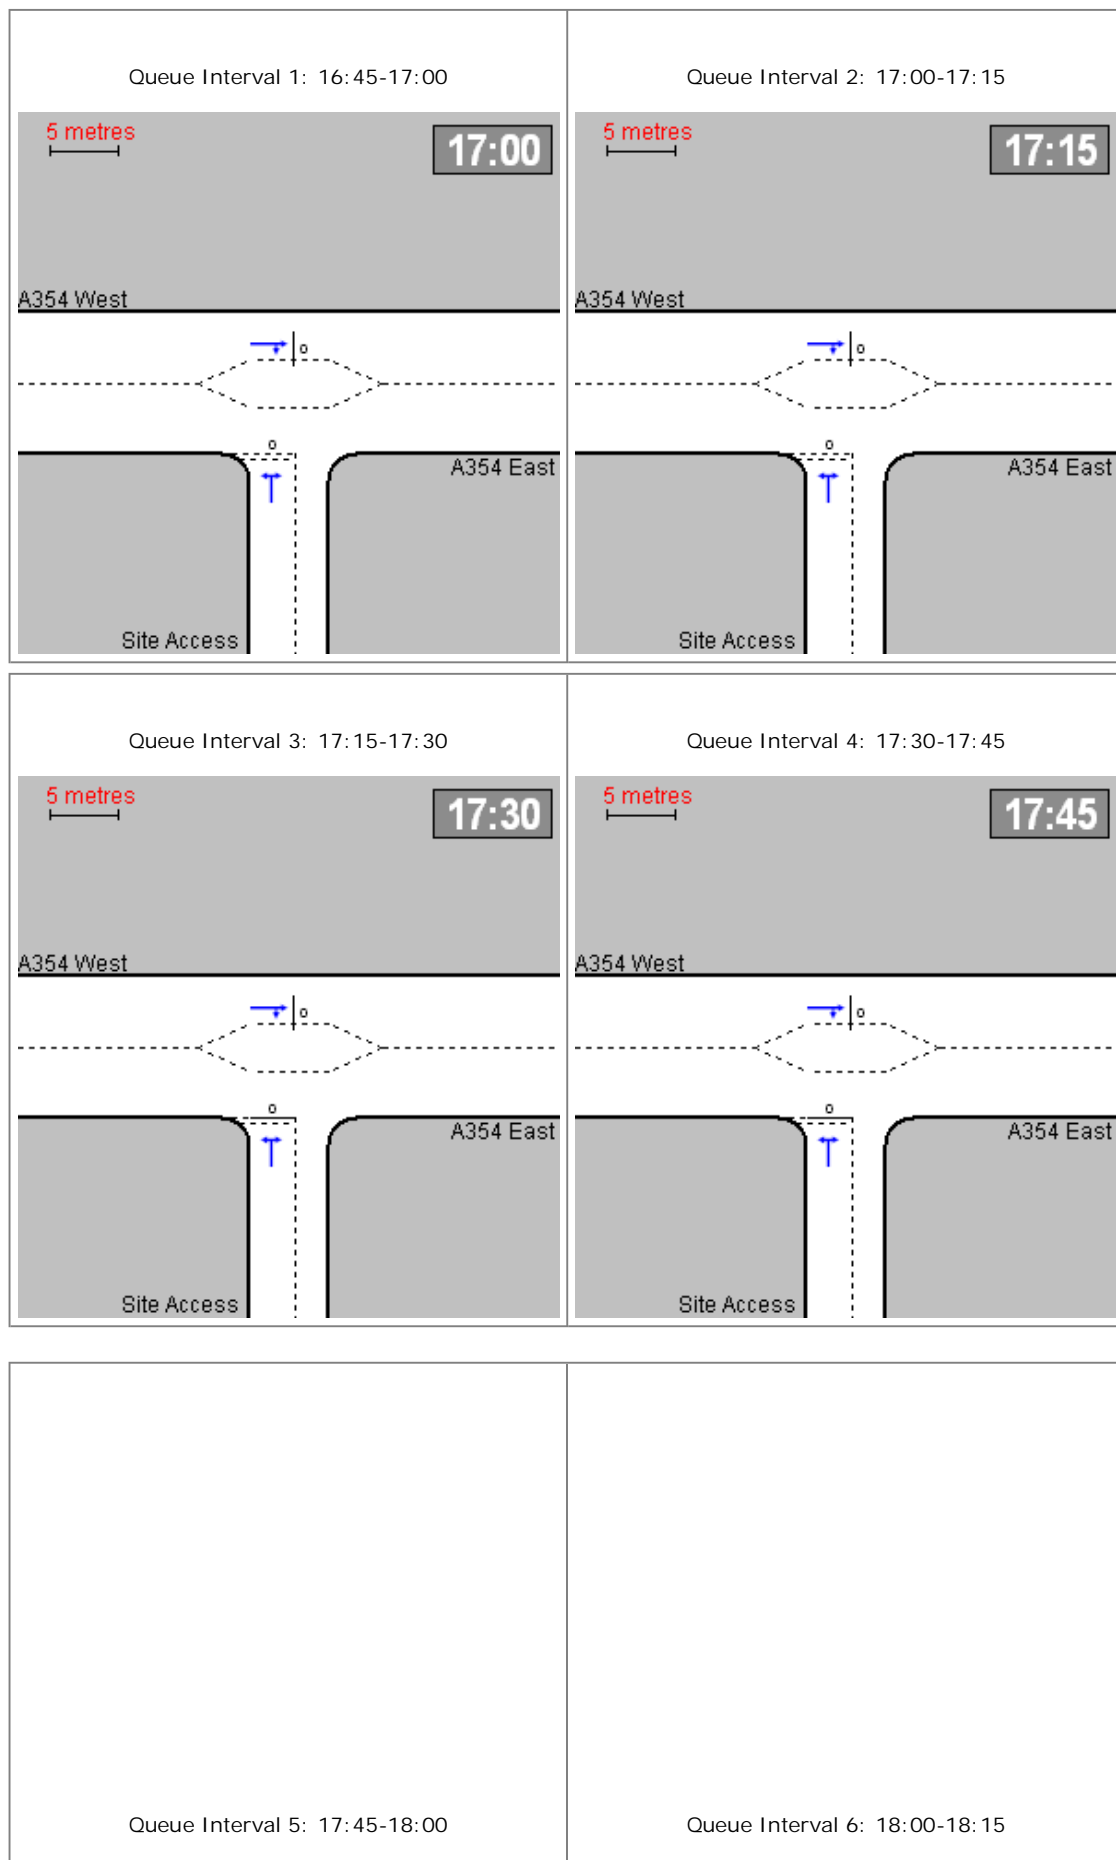 Queue Interval 1: 16:45-17:00
5 metres
17:00
A354 West
0
0
A354 East
Site Access
Queue Interval 2: 17:00-17:15
5 metres
17:15
A354 West
0
0
A354 East
Site Access
Queue Interval 3: 17:15-17:30
5 metres
17:30
A354 West
0
0
A354 East
Site Access
Queue Interval 4: 17:30-17:45
5 metres
17:45
A354 West
0
0
A354 East
Site Access
Queue Interval 5: 17:45-18:00
Queue Interval 6: 18:00-18:15